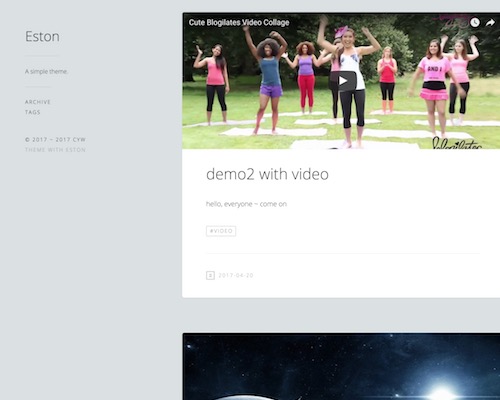 Eston
A simple theme.
ARCHIVE
TAGS
© 2017 – 2017 CYW
THEME WITH ESTON
Cute Blogilates Video Collage
AND I
blogilates
demo2 with video
hello, everyone ~ come on
#VIDEO
2017-04-20